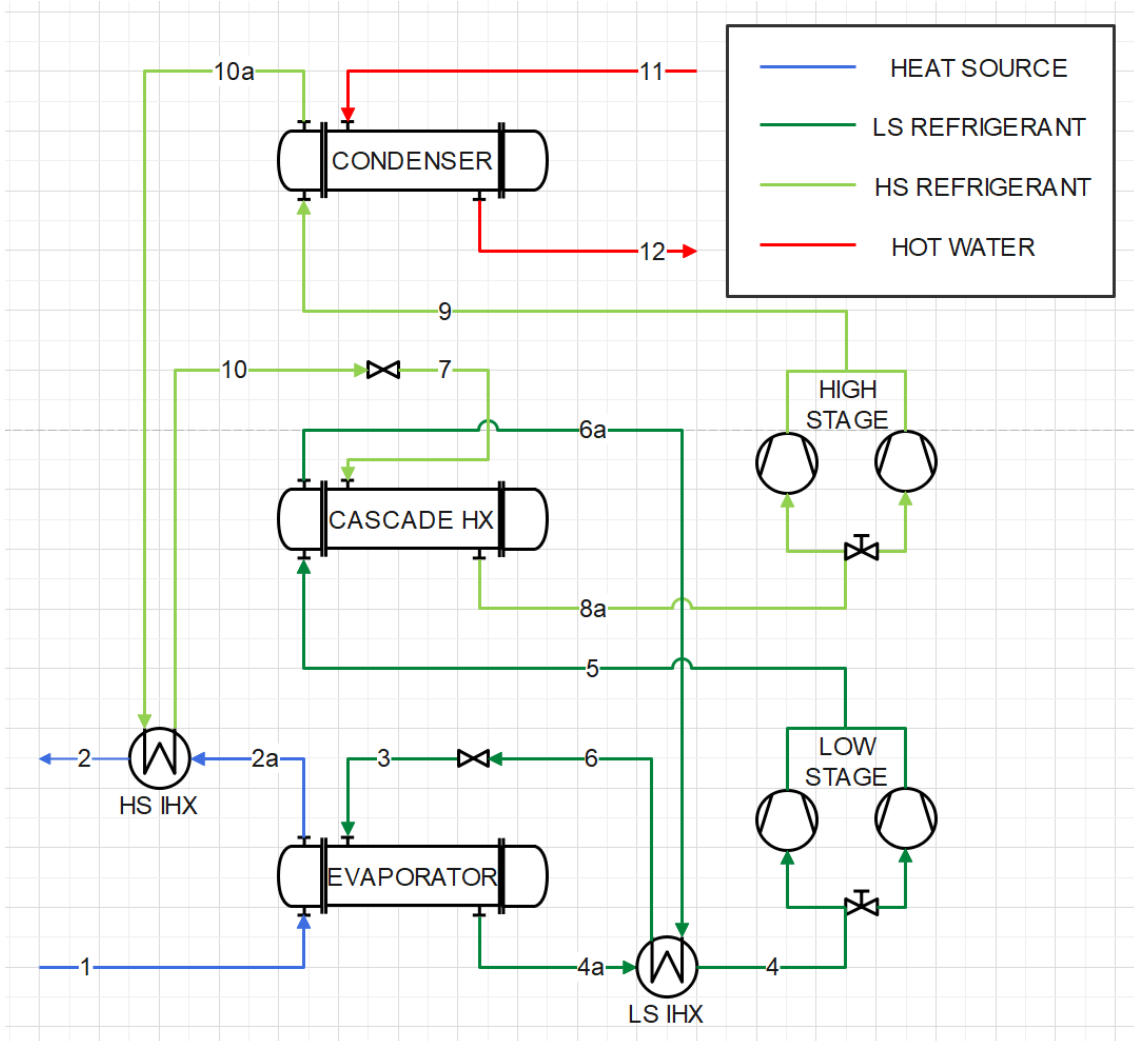 10a
11
HEAT SOURCE
LS REFRIGERANT
HS REFRIGERANT
HOT WATER
CONDENSER
12
9
10
7
HIGH
STAGE
6a
CASCADE HX
8a
5
LOW
STAGE
2
2a
3
6
HS IHX
EVAPORATOR
1
4a
4
LS IHX